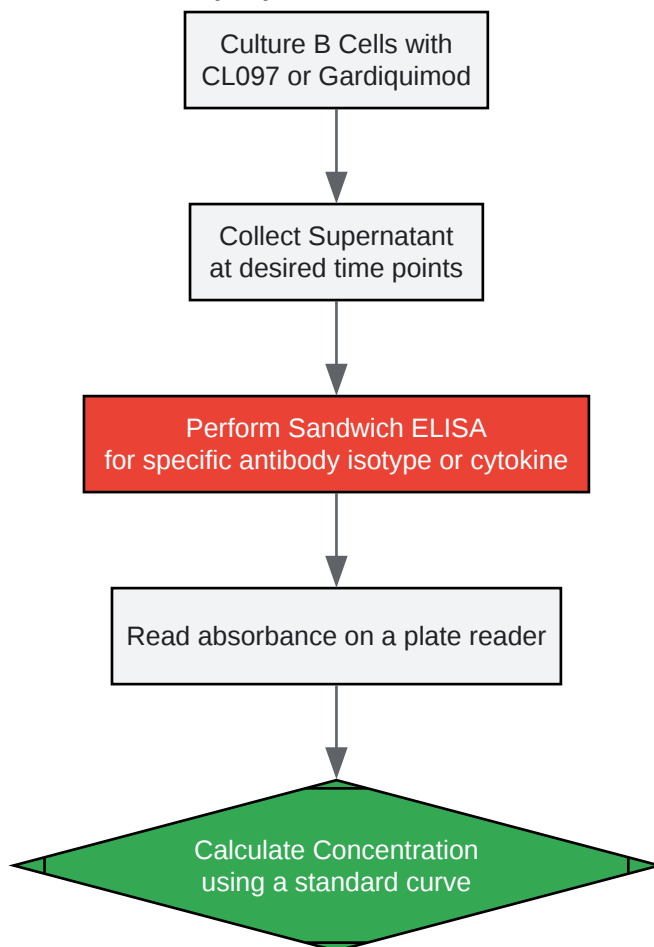 Culture B Cells with
CL097 or Gardiquimod
Collect Supernatant
at desired time points
Perform Sandwich ELISA
for specific antibody isotype or cytokine
Read absorbance on a plate reader
Calculate Concentration
using a standard curve